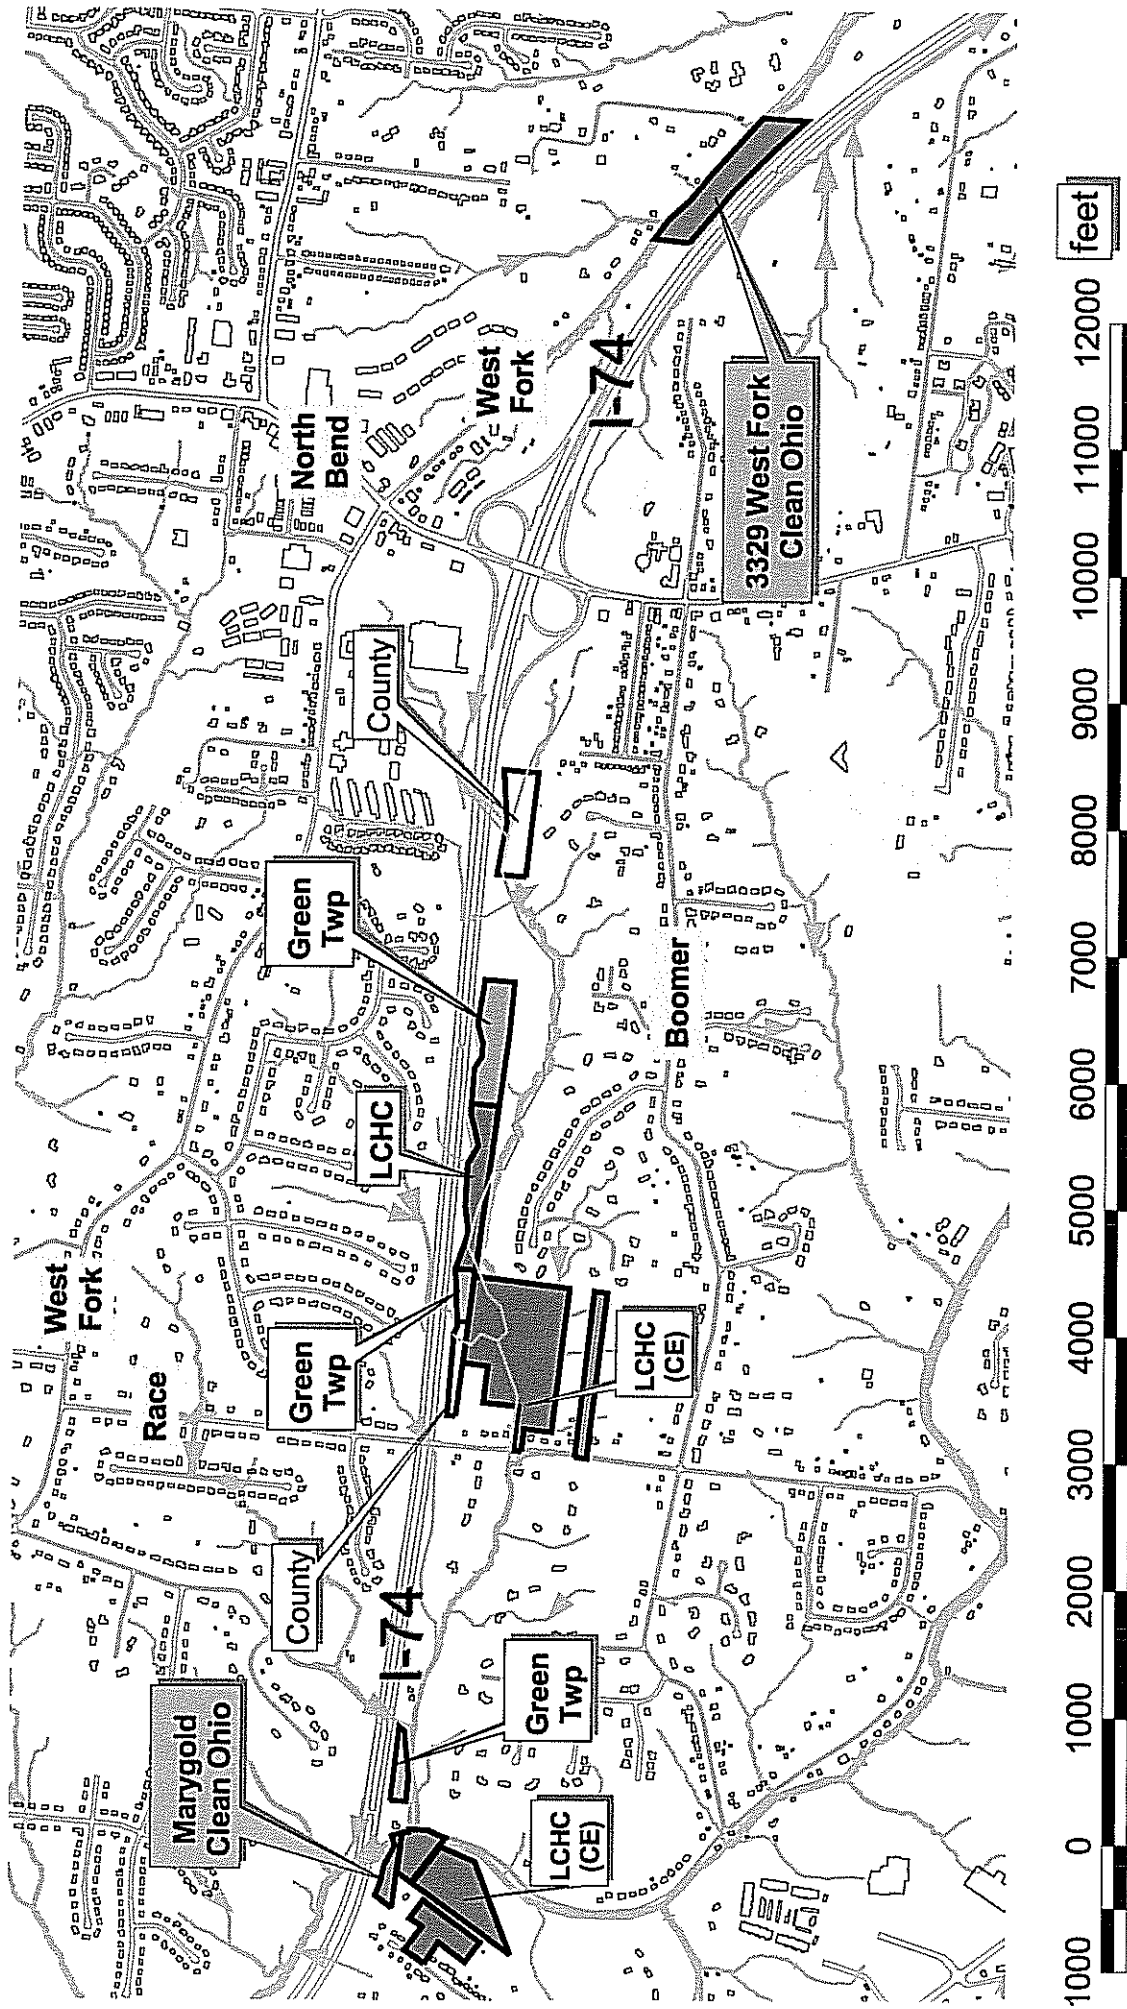 Marygold
Clean Ohio
County
Race
West
Fork
Green
Twp
LCHC
Green
Twp
County
North
Bend
West
Fork
I-74
I-74
LCHC
(CE)
Green
Twp
LCHC
(CE)
Boomer
3329 West Fork
Clean Ohio
1000 0 1000 2000 3000 4000 5000 6000 7000 8000 9000 10000 11000 12000 feet